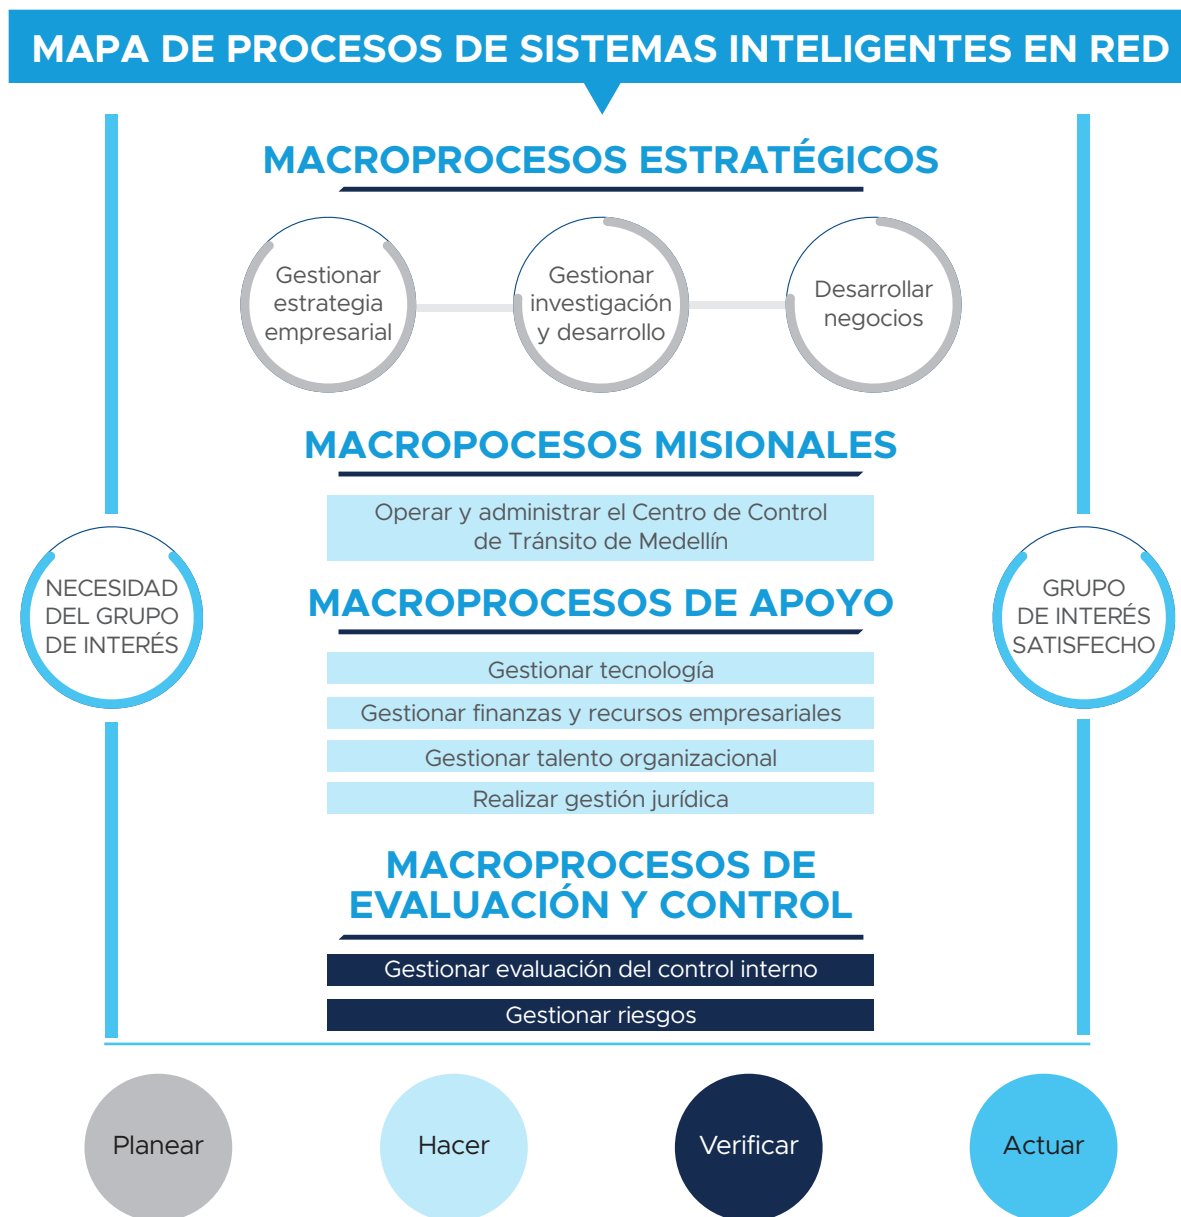 MAPA DE PROCESOS DE SISTEMAS INTELIGENTES EN RED
MACROPROCESOS ESTRATÉGICOS
Gestionar
estrategia
empresarial
Gestionar
investigación
y desarrollo
Desarrollar
negocios
MACROPOCESOS MISIONALES
Operar y administrar el Centro de Control
de Tránsito de Medellín
NECESIDAD
DEL GRUPO
DE INTERÉS
GRUPO
DE INTERÉS
SATISFECHO
MACROPROCESOS DE APOYO
Gestionar tecnología
Gestionar finanzas y recursos empresariales
Gestionar talento organizacional
Realizar gestión jurídica
MACROPROCESOS DE
EVALUACIÓN Y CONTROL
Gestionar evaluación del control interno
Gestionar riesgos
Planear
Hacer
Verificar
Actuar